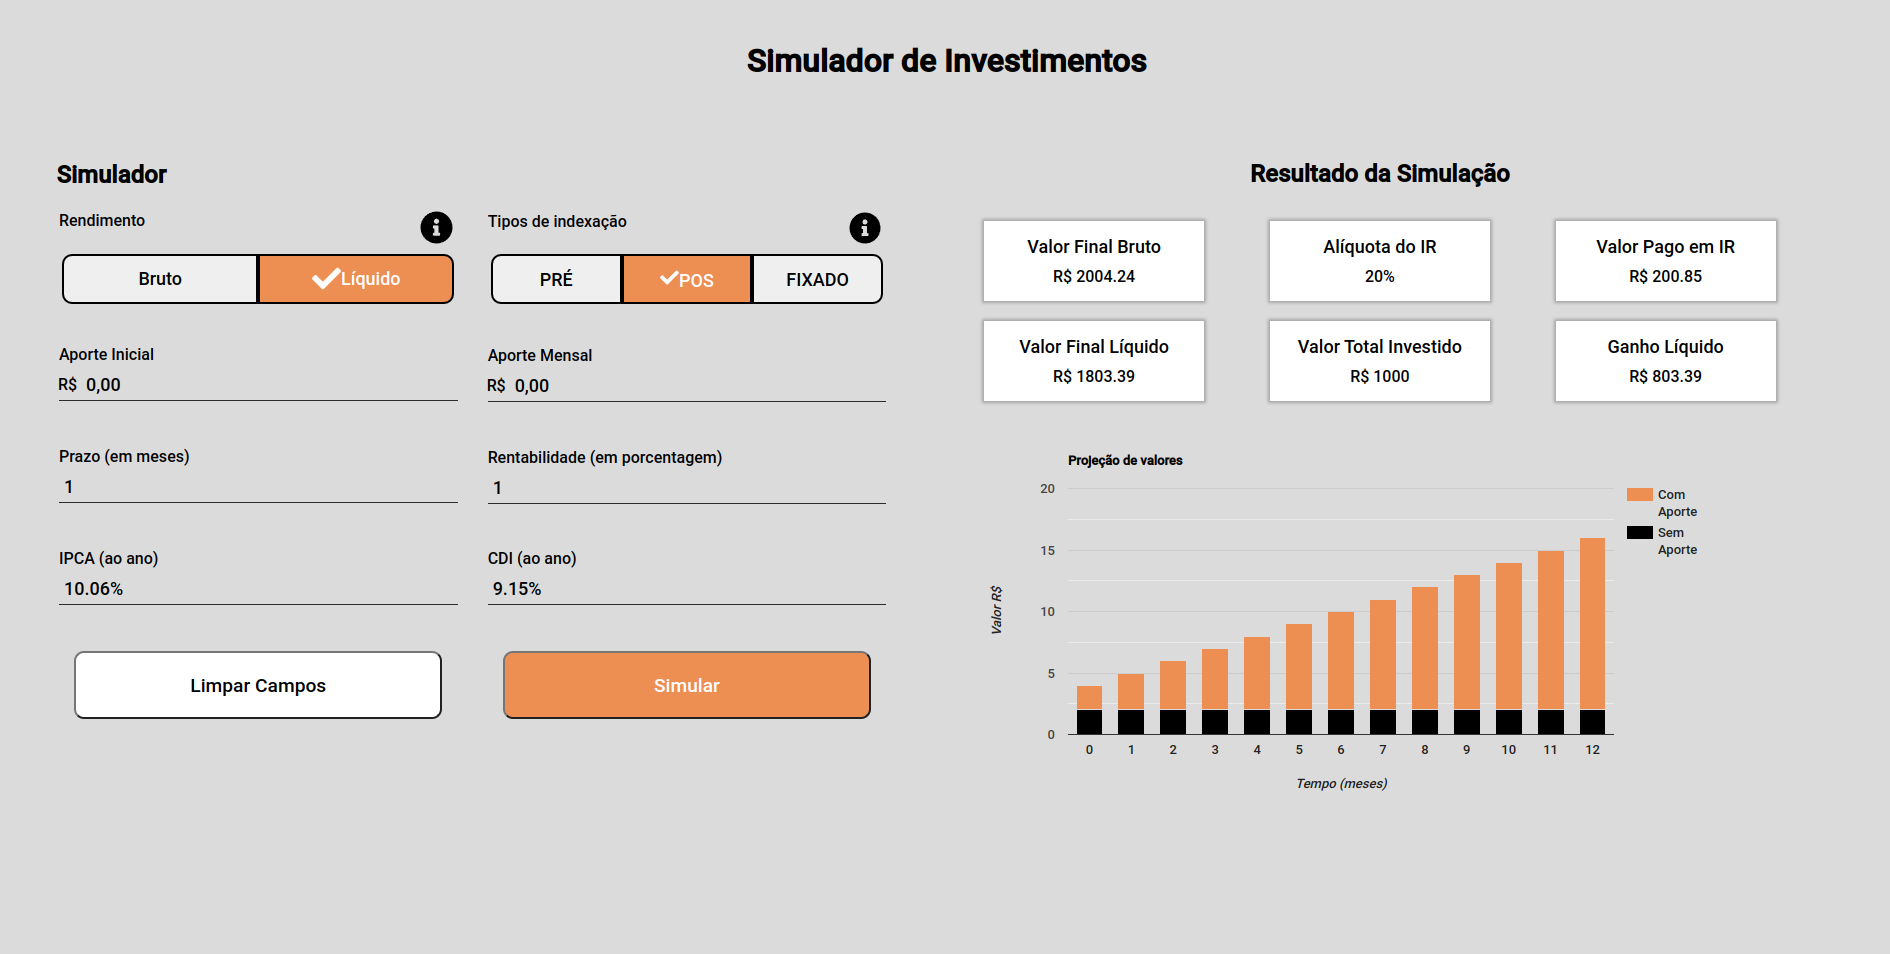 Simulador de Investimentos
Simulador
Rendimento
Tipos de indexação
Bruto
Líquido
PRÉ
POS
FIXADO
Aporte Inicial
R$ 0,00
Aporte Mensal
R$ 0,00
Prazo (em meses)
1
Rentabilidade (em porcentagem)
1
IPCA (ao ano)
10.06%
CDI (ao ano)
9.15%
Limpar Campos
Simular
Resultado da Simulação
Valor Final Bruto
R$ 2004.24
Alíquota do IR
20%
Valor Pago em IR
R$ 200.85
Valor Final Líquido
R$ 1803.39
Valor Total Investido
R$ 1000
Ganho Líquido
R$ 803.39
Projeção de valores
20
15
10
5
0
Valor R$
0 1 2 3 4 5 6 7 8 9 10 11 12
Tempo (meses)
Com
Aporte
Sem
Aporte